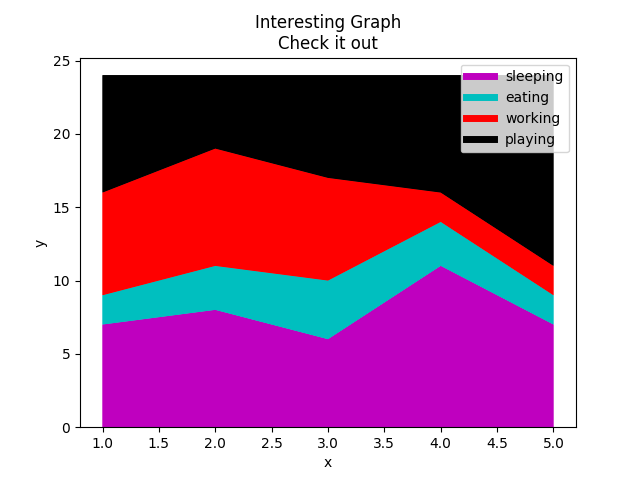 Interesting Graph
Check it out
sleeping
eating
working
playing
25
20
15
10
5
0
y
1.0 1.5 2.0 2.5 3.0 3.5 4.0 4.5 5.0
x